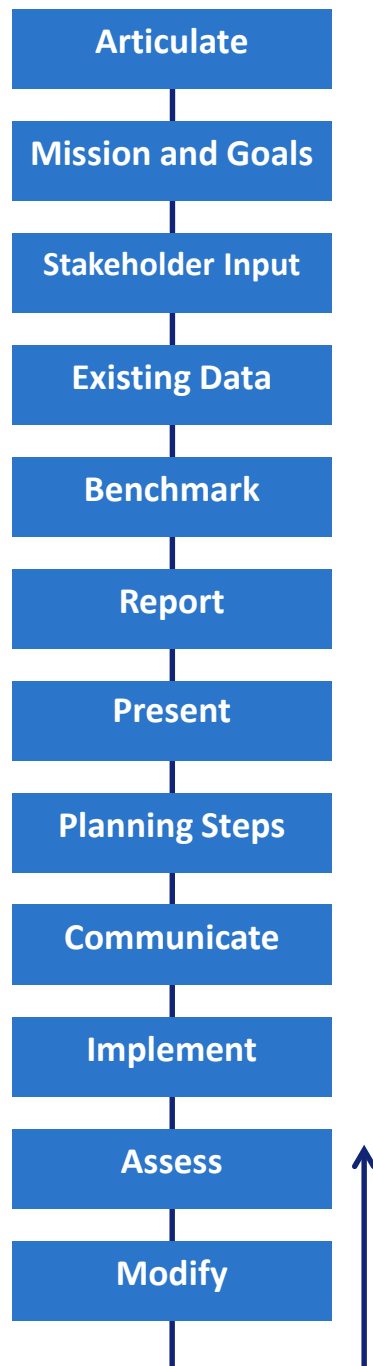 Articulate
Mission and Goals
Stakeholder Input
Existing Data
Benchmark
Report
Present
Planning Steps
Communicate
Implement
Assess
Modify